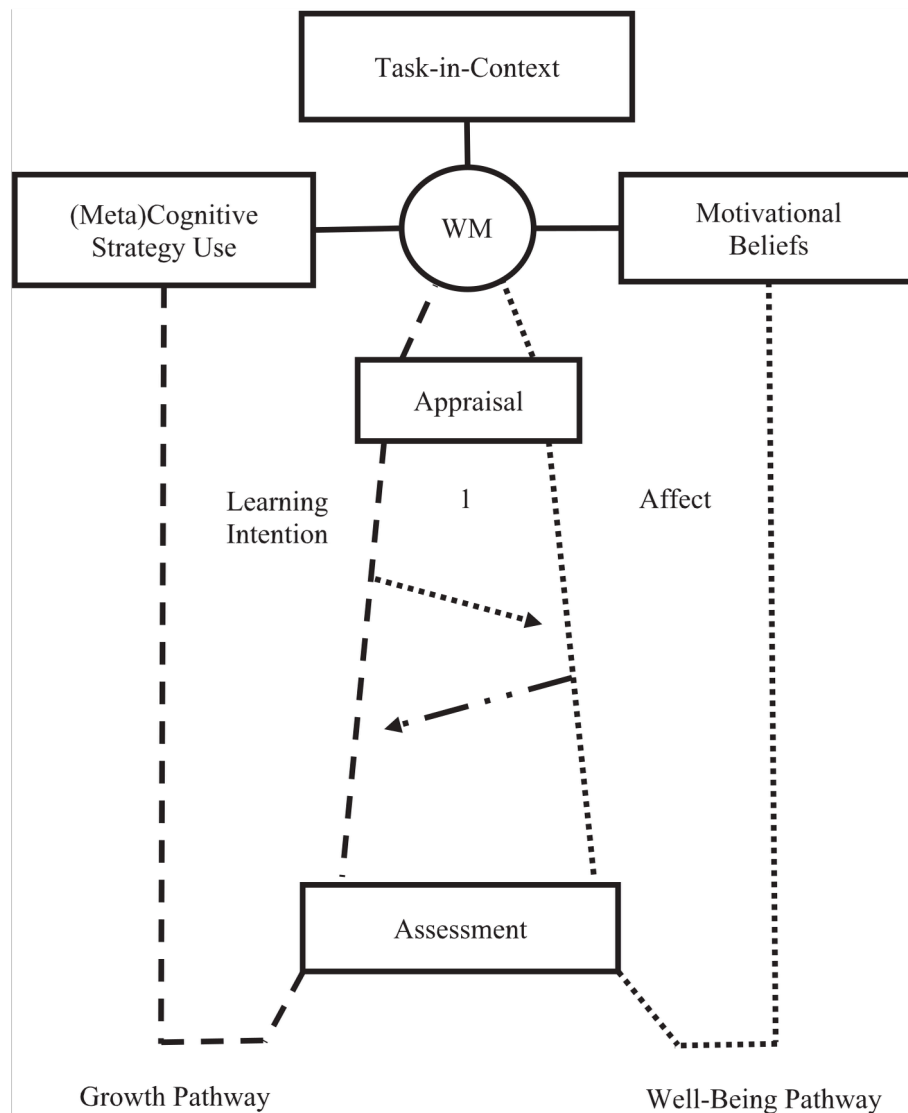 Task-in-Context
(Meta)Cognitive
Strategy Use
WM
Motivational
Beliefs
Appraisal
Learning
Intention
1
Affect
Assessment
Growth Pathway
Well-Being Pathway